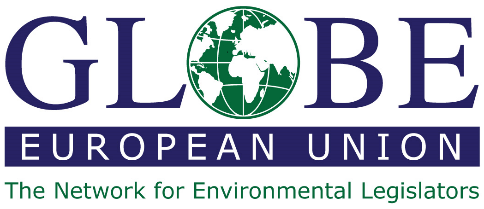 GLOBE
EUROPEAN UNION
The Network for Environmental Legislators